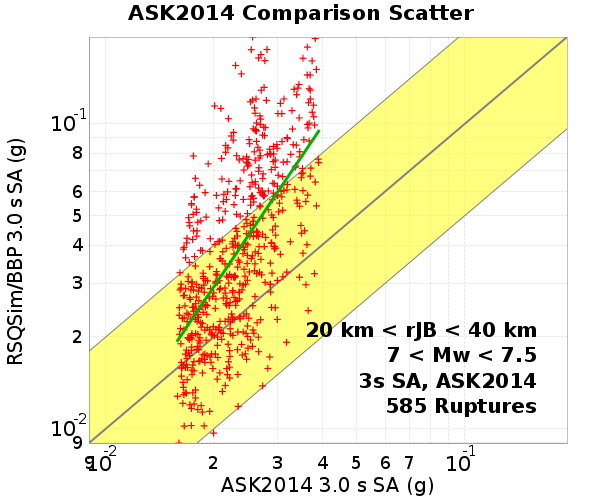 ASK2014 Comparison Scatter
RSQSim/BBP 3.0 s SA (g)
10-1
8
6
5
4
3
2
10-2
9
20 km < rJB < 40 km
7 < Mw < 7.5
3s SA, ASK2014
585 Ruptures
9 10-2 2 3 4 5 6 7 10-1
ASK2014 3.0 s SA (g)